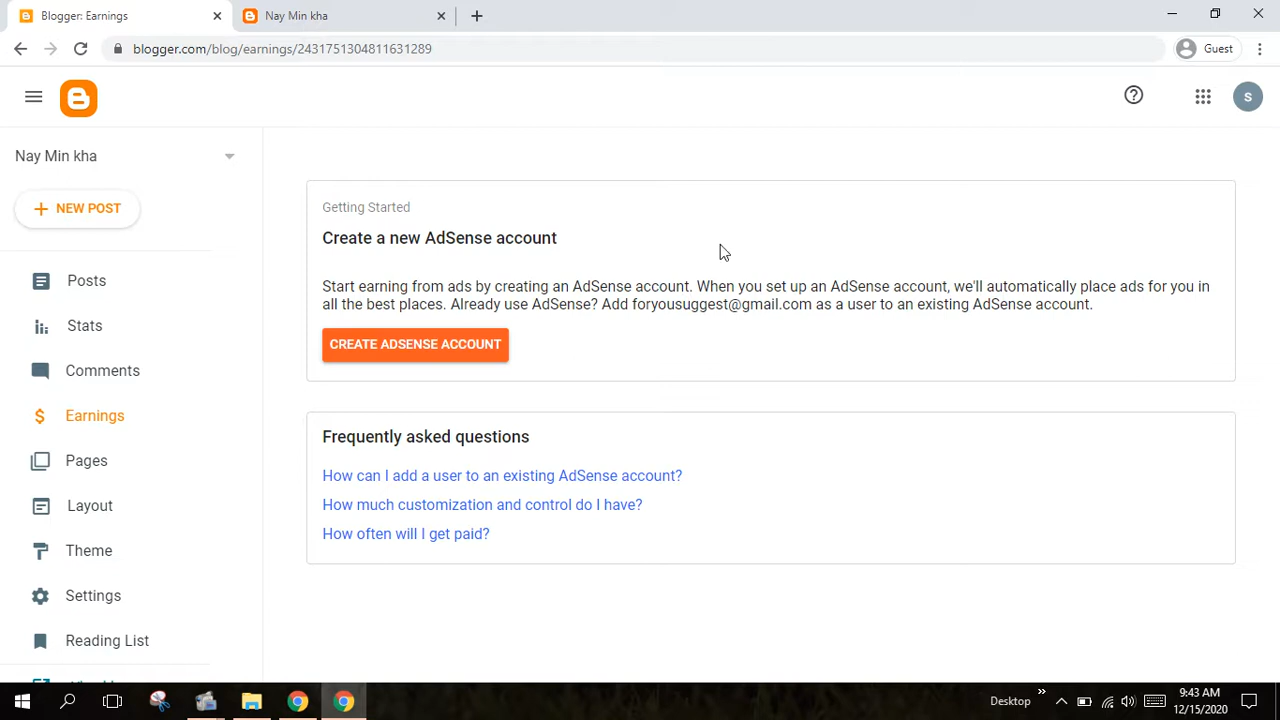 Blogger: Earnings
Nay Min kha
blogger.com/blog/earnings/2431751304811631289
Guest
S
Nay Min kha
NEW POST
Posts
Stats
Comments
Earnings
Pages
Layout
Theme
Settings
Reading List
Getting Started
Create a new AdSense account
Start earning from ads by creating an AdSense account. When you set up an AdSense account, we'll automatically place ads for you in
all the best places. Already use AdSense? Add foryousuggest@gmail.com as a user to an existing AdSense account.
CREATE ADSENSE ACCOUNT
Frequently asked questions
How can I add a user to an existing AdSense account?
How much customization and control do I have?
How often will I get paid?
Desktop
9:43 AM
12/15/2020